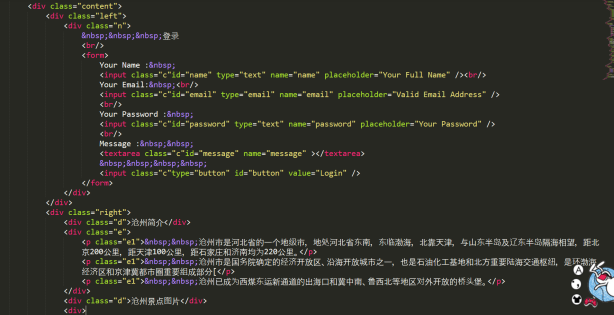 <div class="content">
<div class="left">
<div class="n">
&nbsp;&nbsp;&nbsp;登录
<br/>
<form>
Your Name :&nbsp;
<input class="c"id="name" type="text" name="name" placeholder="Your Full Name" /><br/>
Your Email:&nbsp;<br/>
<input class="c"id="email" type="email" name="email" placeholder="Valid Email Address" />
<br/>
Your Password :&nbsp;
<input class="c"id="password" type="text" name="password" placeholder="Your Password" />
<br/>
Message :&nbsp;&nbsp;
<textarea class="c"id="message" name="message" ></textarea>
&nbsp;&nbsp;&nbsp;&nbsp;
<input class="c"type="button" id="button" value="Login" />
</form>
</div>
</div>
<div class="right">
<div class="d">沧州简介</div>
<div class="e">
<p class="e1">&nbsp;&nbsp;沧州市是河北省的一个地级市, 地处河北省东南, 东临渤海, 北靠天津, 与山东半岛及辽东半岛隔海相望, 距北
京200公里, 距天津100公里, 距石家庄和济南均为220公里。</p>
<p class="e1">&nbsp;&nbsp;沧州市是国务院确定的经济开放区、沿海开放城市之一, 也是石油化工基地和北方重要陆海交通枢纽, 是环渤海
经济区和京津冀都市圈重要组成部分[</p>
<p class="e1">&nbsp;&nbsp;沧州已成为西煤东运新通道的出海口和冀中南、鲁西北等地区对外开放的桥头堡。</p>
</div>
<div class="d">沧州景点图片</div>
<div>